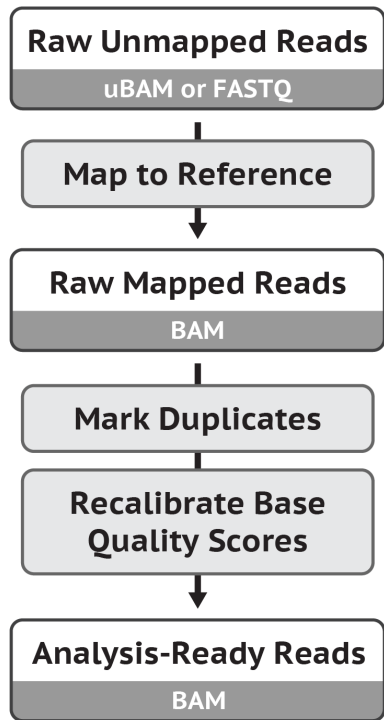 Raw Unmapped Reads
uBAM or FASTQ
Map to Reference
Raw Mapped Reads
BAM
Mark Duplicates
Recalibrate Base
Quality Scores
Analysis-Ready Reads
BAM